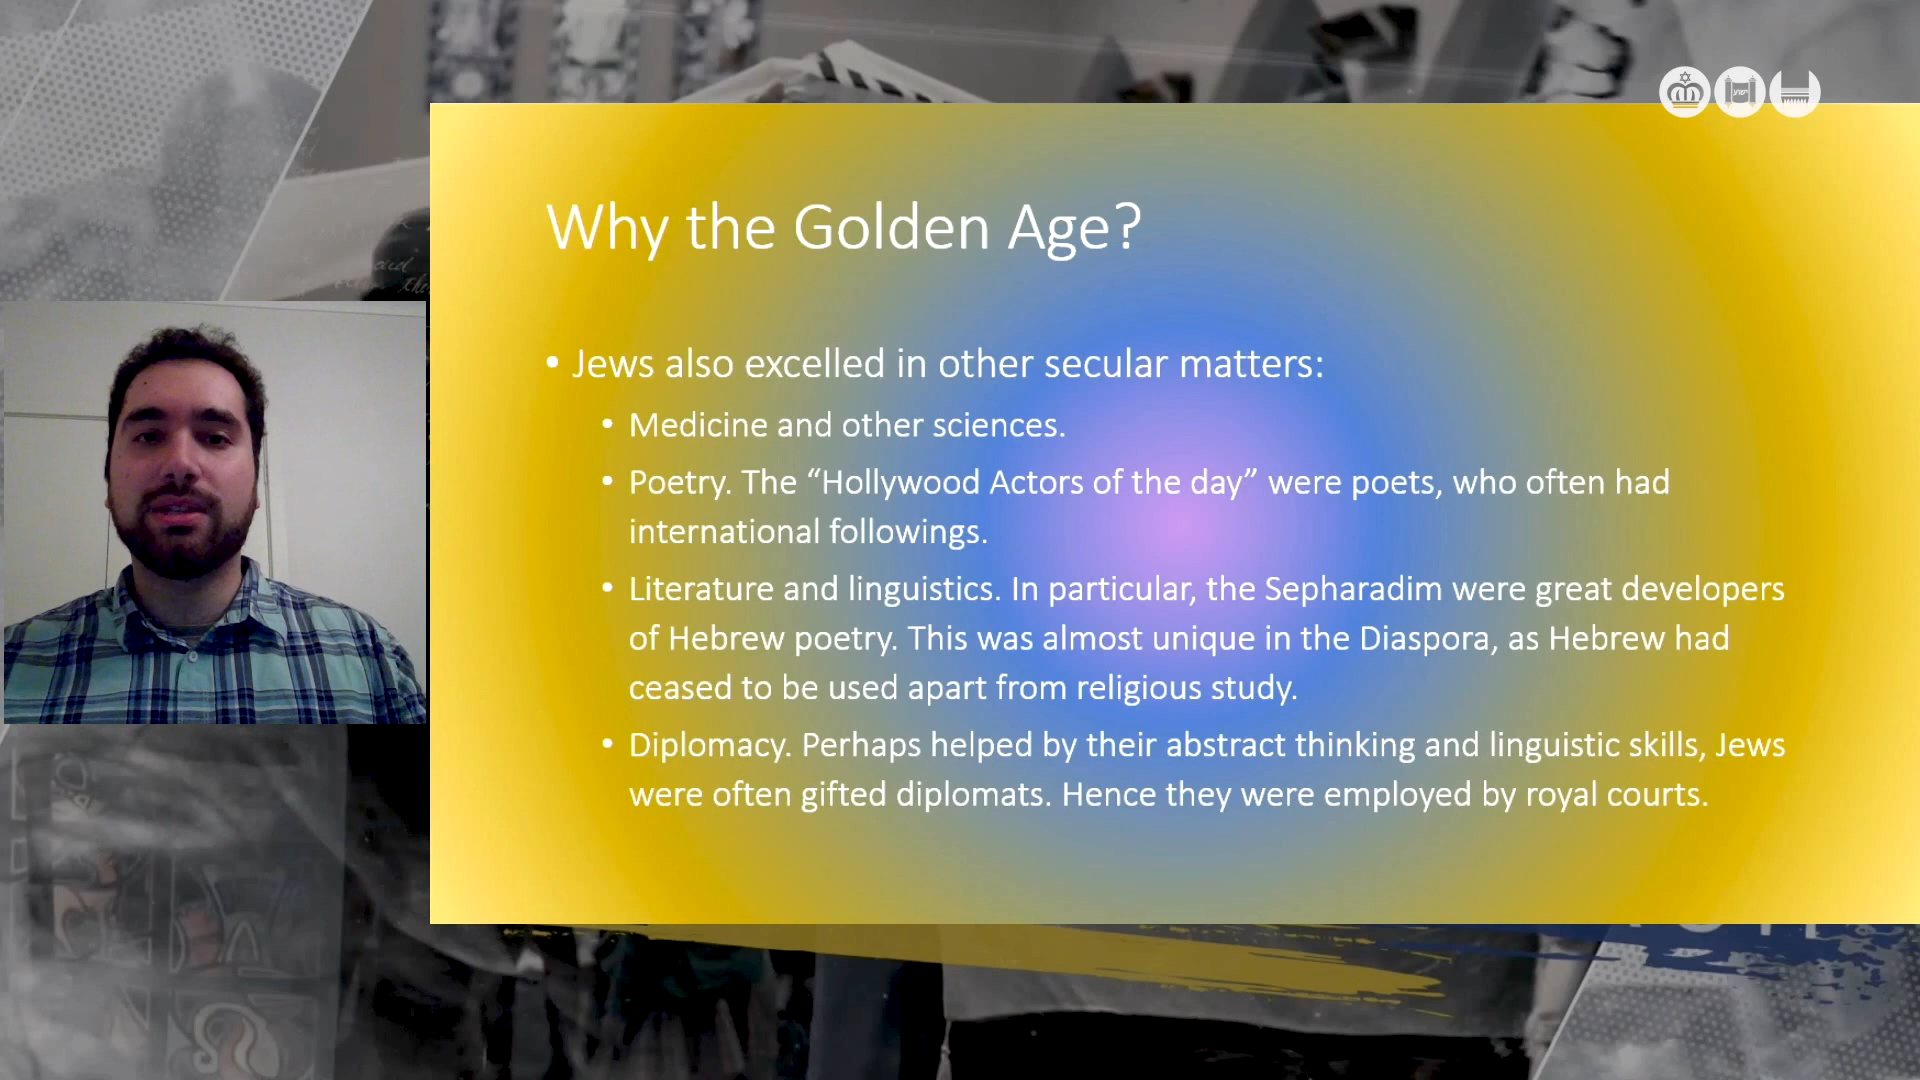 Why the Golden Age?
• Jews also excelled in other secular matters:
• Medicine and other sciences.
• Poetry. The “Hollywood Actors of the day” were poets, who often had
international followings.
• Literature and linguistics. In particular, the Sepharadim were great developers
of Hebrew poetry. This was almost unique in the Diaspora, as Hebrew had
ceased to be used apart from religious study.
• Diplomacy. Perhaps helped by their abstract thinking and linguistic skills, Jews
were often gifted diplomats. Hence they were employed by royal courts.